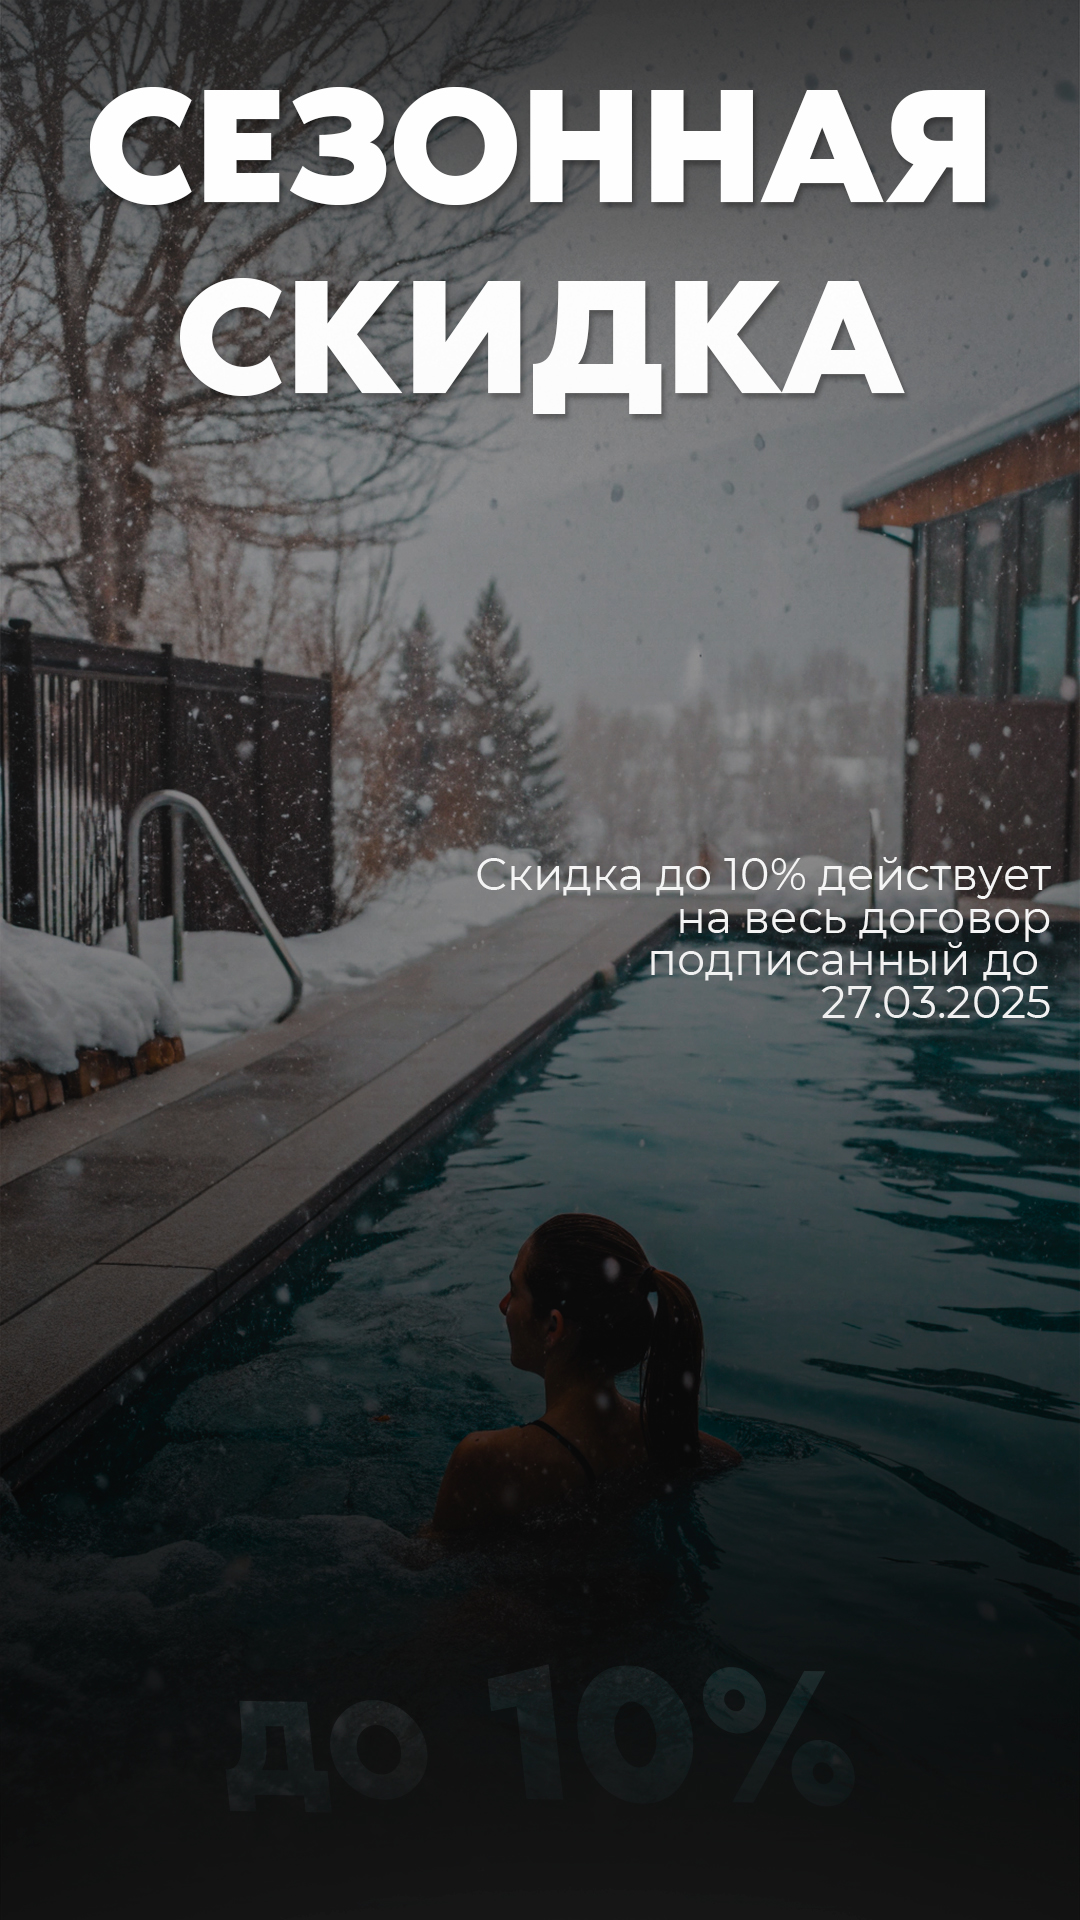 СЕЗОННАЯ
СКИДКА
Скидка до 10% действует
на весь договор
подписанный до
27.03.2025
до 10%